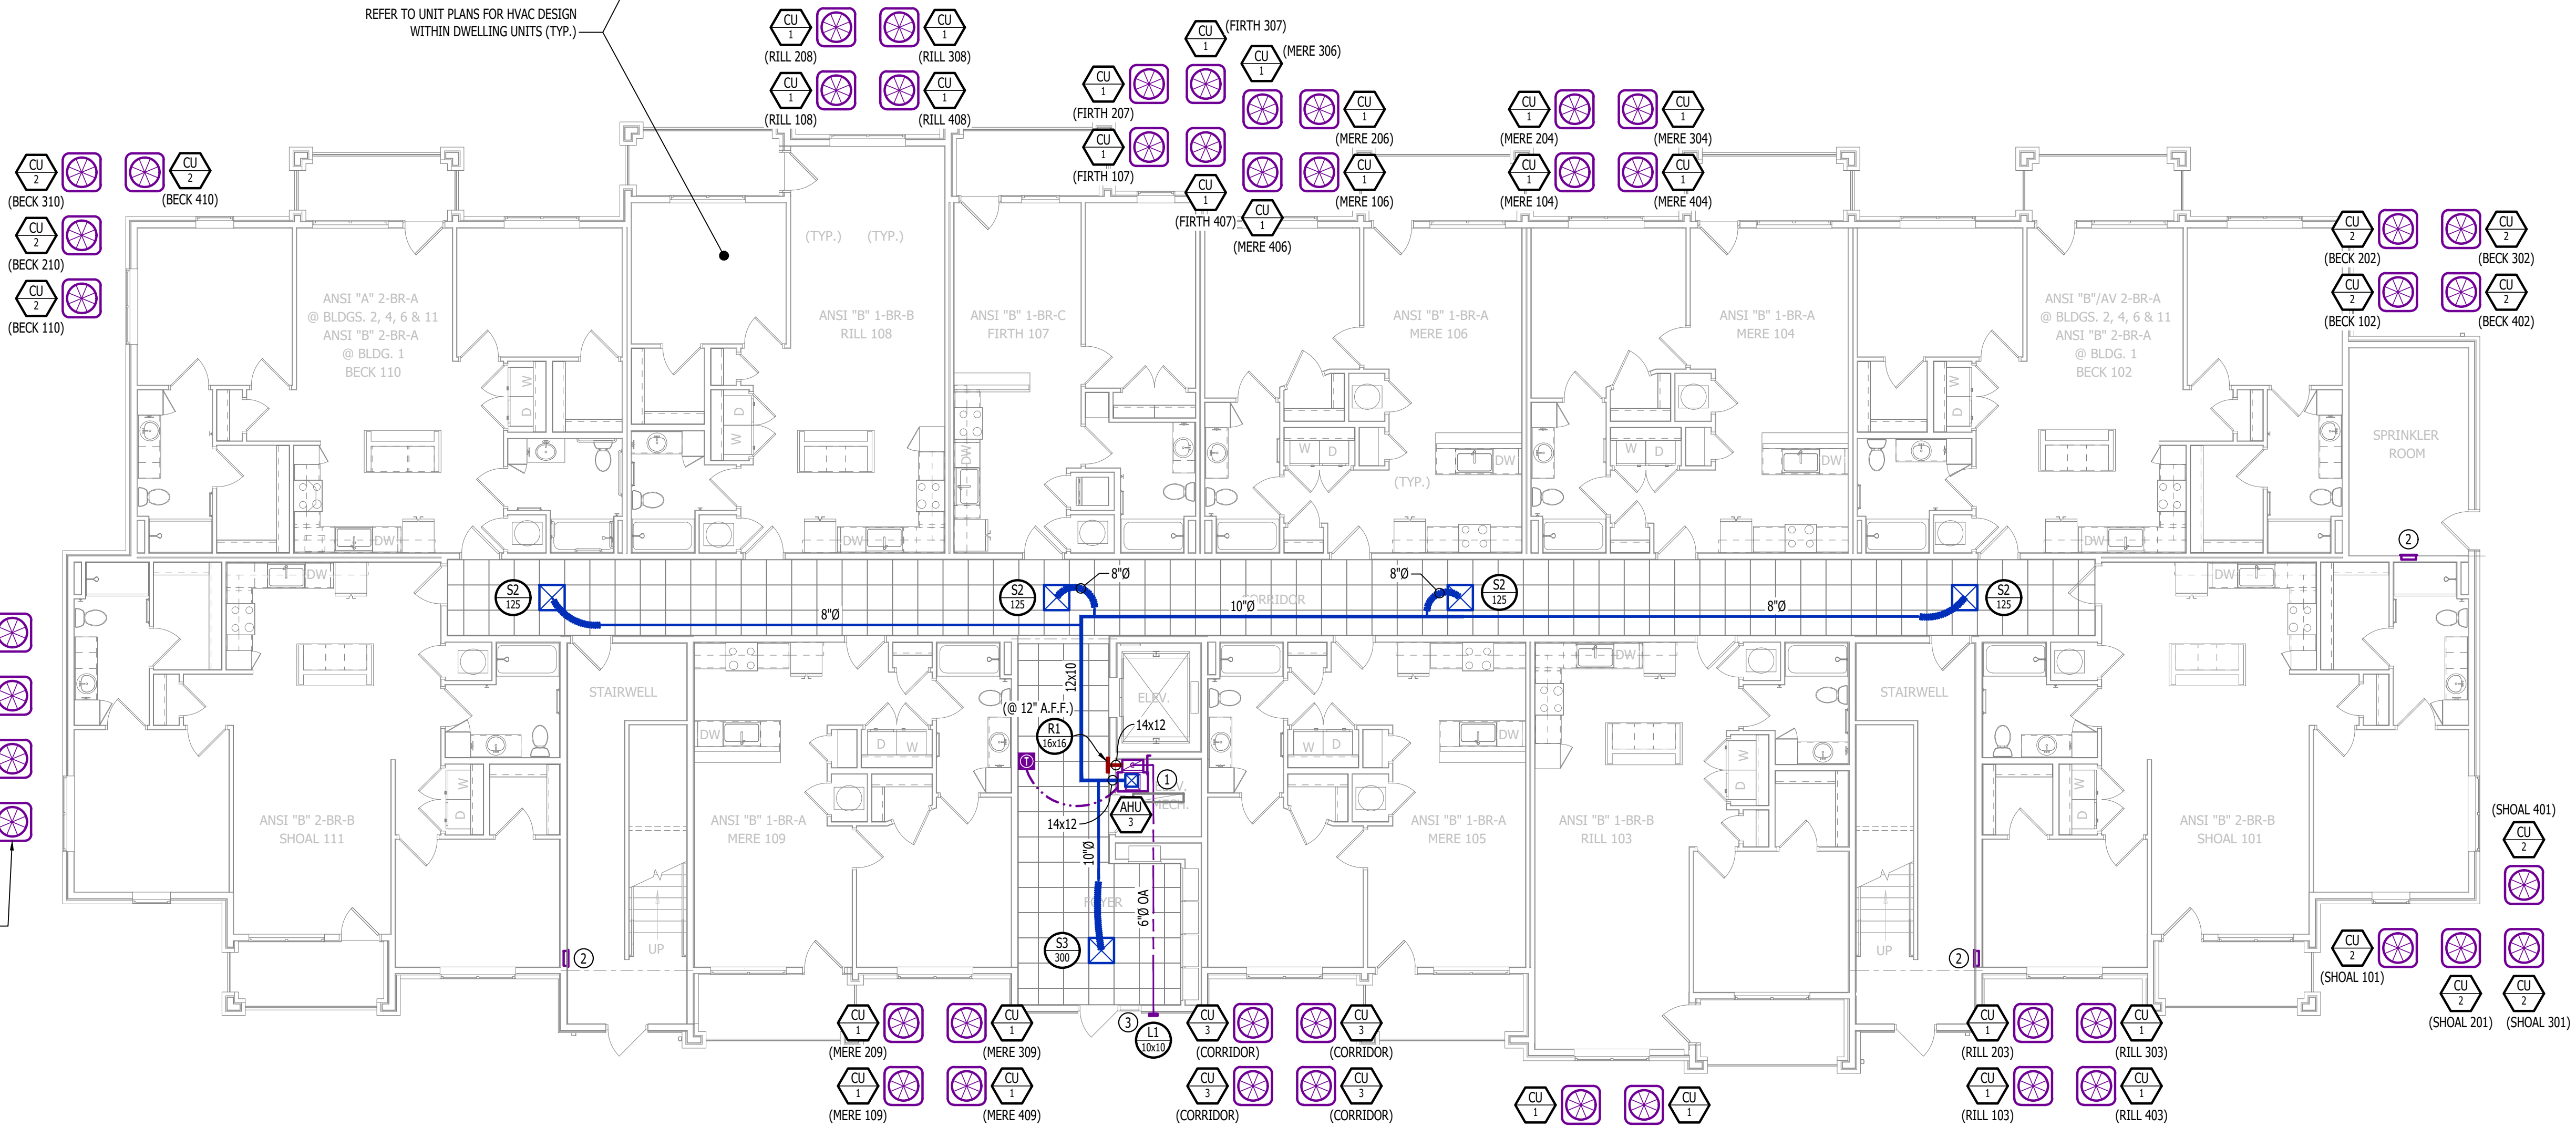 REFER TO UNIT PLANS FOR HVAC DESIGN
WITHIN DWELLING UNITS (TYP.)
CU
1
(RILL 208)
CU
1
(RILL 308)
CU
1
(RILL 108)
CU
1
(RILL 408)
CU
1
(FIRTH 307)
CU
1
(MERE 306)
CU
1
(FIRTH 207)
CU
1
(FIRTH 107)
CU
1
(FIRTH 407)
CU
1
(MERE 406)
CU
1
(MERE 206)
CU
1
(MERE 106)
CU
1
(MERE 204)
CU
1
(MERE 304)
CU
1
(MERE 104)
CU
1
(MERE 404)
CU
2
(BECK 310)
CU
2
(BECK 410)
CU
2
(BECK 210)
CU
2
(BECK 110)
CU
2
(BECK 202)
CU
2
(BECK 302)
CU
2
(BECK 102)
CU
2
(BECK 402)
(TYP.)
(TYP.)
ANSI "A" 2-BR-A
@ BLDGS. 2, 4, 6 & 11
ANSI "B" 2-BR-A
@ BLDG. 1
BECK 110
ANSI "B" 1-BR-B
RILL 108
ANSI "B" 1-BR-C
FIRTH 107
ANSI "B" 1-BR-A
MERE 106
ANSI "B" 1-BR-A
MERE 104
ANSI "B"/AV 2-BR-A
@ BLDGS. 2, 4, 6 & 11
ANSI "B" 2-BR-A
@ BLDG. 1
BECK 102
SPRINKLER
ROOM
W
D
D
W
DW
W
D
DW
W
D
DW
W
D
(TYP.)
DW
DW
DW
2
S2
125
8"Ø
S2
125
8"Ø
CORRIDOR
10"Ø
8"Ø
S2
125
8"Ø
S2
125
DW
DW
DW
STAIRWELL
12x10
ELEV.
(@ 12" A.F.F.)
R1
16x16
14x12
T
1
MECH.
AHU
3
14x12
10"Ø
6"Ø OA
FOYER
S3
300
STAIRWELL
DW
D
W
W
D
DW
W
D
W
D
W
D
ANSI "B" 2-BR-B
SHOAL 111
ANSI "B" 1-BR-A
MERE 109
ANSI "B" 1-BR-A
MERE 105
ANSI "B" 1-BR-B
RILL 103
ANSI "B" 2-BR-B
SHOAL 101
UP
2
UP
2
(SHOAL 401)
CU
2
CU
2
(SHOAL 101)
CU
2
(SHOAL 201)
CU
2
(SHOAL 301)
CU
1
(MERE 209)
CU
1
(MERE 309)
CU
1
(MERE 109)
CU
1
(MERE 409)
3
L1
10x10
CU
3
(CORRIDOR)
CU
3
(CORRIDOR)
CU
3
(CORRIDOR)
CU
3
(CORRIDOR)
CU
1
CU
1
CU
1
(RILL 203)
CU
1
(RILL 303)
CU
1
(RILL 103)
CU
1
(RILL 403)